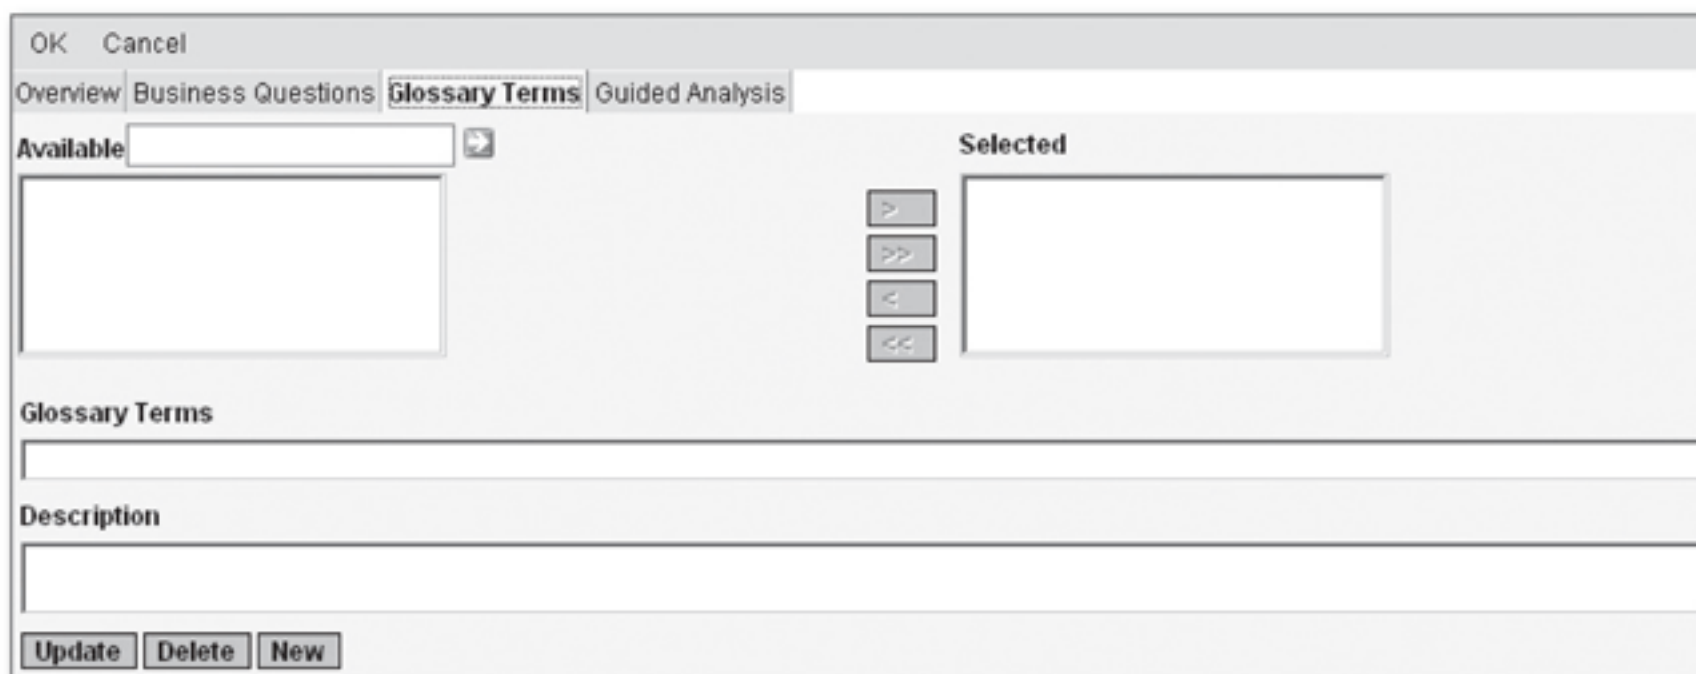 OK Cancel
Overview Business Questions Glossary Terms Guided Analysis
Available Selected
>
>>
<
<<
Glossary Terms
Description
Update Delete New